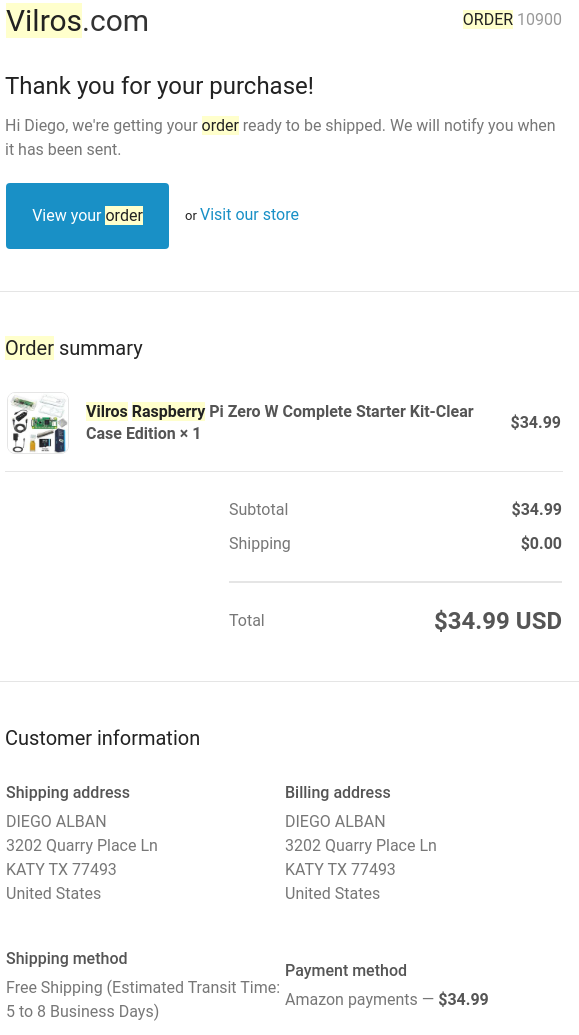 Vilros.com
ORDER 10900
Thank you for your purchase!
Hi Diego, we're getting your order ready to be shipped. We will notify you when
it has been sent.
View your order
or Visit our store
Order summary
Vilros Raspberry Pi Zero W Complete Starter Kit-Clear
Case Edition × 1
$34.99
Subtotal
$34.99
Shipping
$0.00
Total
$34.99 USD
Customer information
Shipping address
DIEGO ALBAN
3202 Quarry Place Ln
KATY TX 77493
United States
Billing address
DIEGO ALBAN
3202 Quarry Place Ln
KATY TX 77493
United States
Shipping method
Free Shipping (Estimated Transit Time:
5 to 8 Business Days)
Payment method
Amazon payments — $34.99